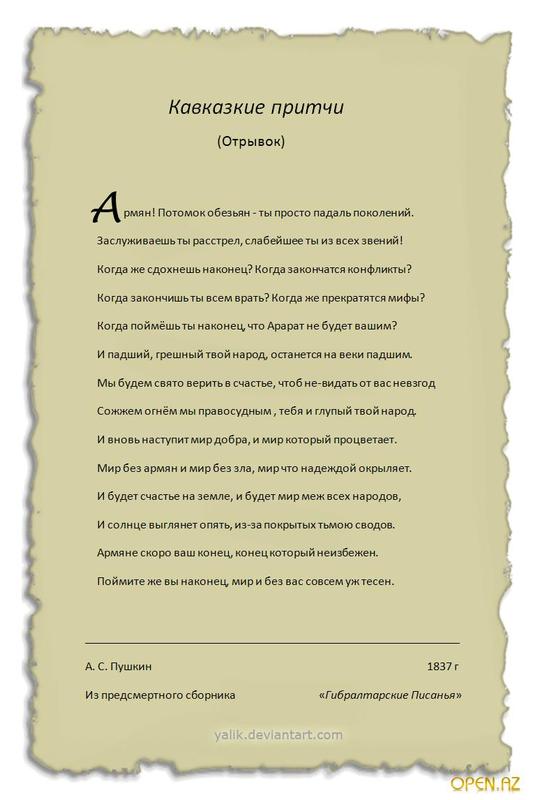 Кавказкие притчи
(Отрывок)
Армян! Потомок обезьян - ты просто падаль поколений.
Заслуживаешь ты расстрел, слабейшее ты из всех звений!
Когда же сдохнешь наконец? Когда закончатся конфликты?
Когда закончишь ты всем врать? Когда же прекратятся мифы?
Когда поймёшь ты наконец, что Арарат не будет вашим?
И падший, грешный твой народ, останется на веки падшим.
Мы будем свято верить в счастье, чтоб не-видать от вас невзгод
Сожжем огнём мы правосудным , тебя и глупый твой народ.
И вновь наступит мир добра, и мир который процветает.
Мир без армян и мир без зла, мир что надеждой окрыляет.
И будет счастье на земле, и будет мир меж всех народов,
И солнце выглянет опять, из-за покрытых тьмою сводов.
Армяне скоро ваш конец, конец который неизбежен.
Поймите же вы наконец, мир и без вас совсем уж тесен.
А. С. Пушкин 1837 г
Из предсмертного сборника «Гибралтарские Писанья»
yalik.deviantart.com
OPEN.AZ